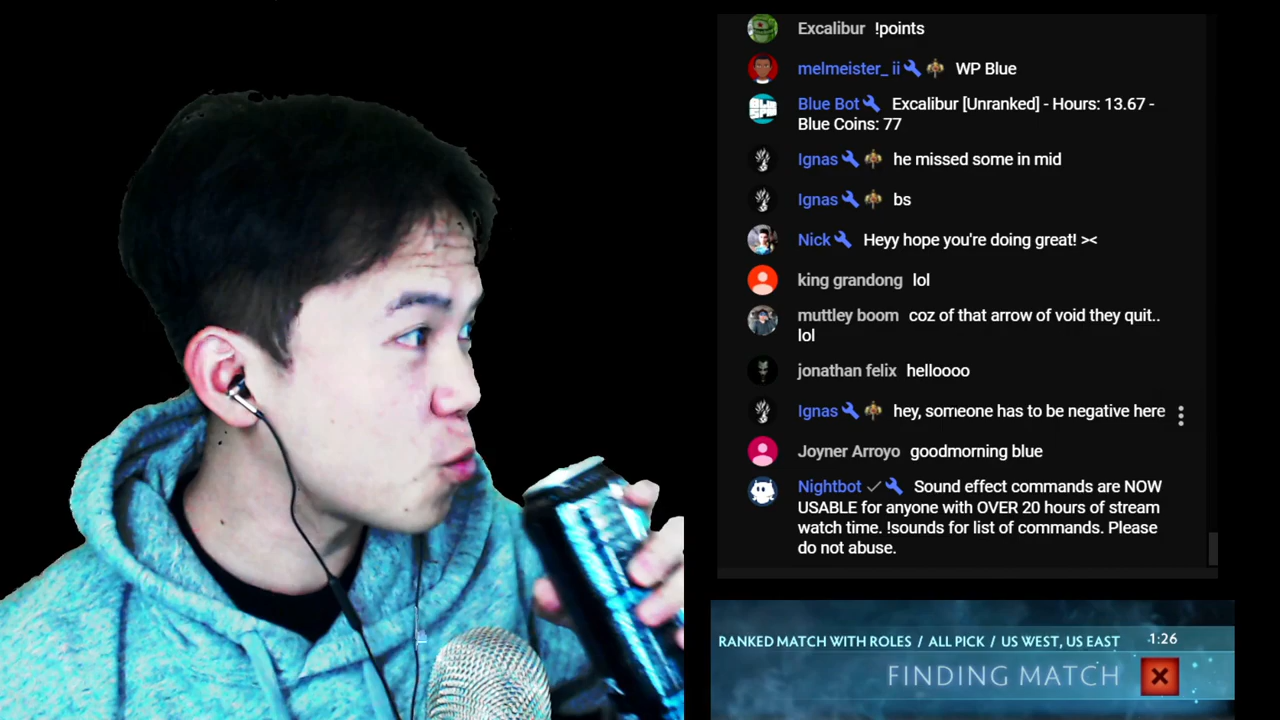 Excalibur !points
melmeister_ ii WP Blue
Blue Bot Excalibur [Unranked] - Hours: 13.67 -
Blue Coins: 77
Ignas he missed some in mid
Ignas bs
Nick Heyy hope you're doing great! ><
king grandong lol
muttley boom coz of that arrow of void they quit..
lol
jonathan felix helloooo
Ignas hey, someone has to be negative here
Joyner Arroyo goodmorning blue
Nightbot Sound effect commands are NOW
USABLE for anyone with OVER 20 hours of stream
watch time. !sounds for list of commands. Please
do not abuse.
RANKED MATCH WITH ROLES / ALL PICK / US WEST, US EAST -1:26
FINDING MATCH